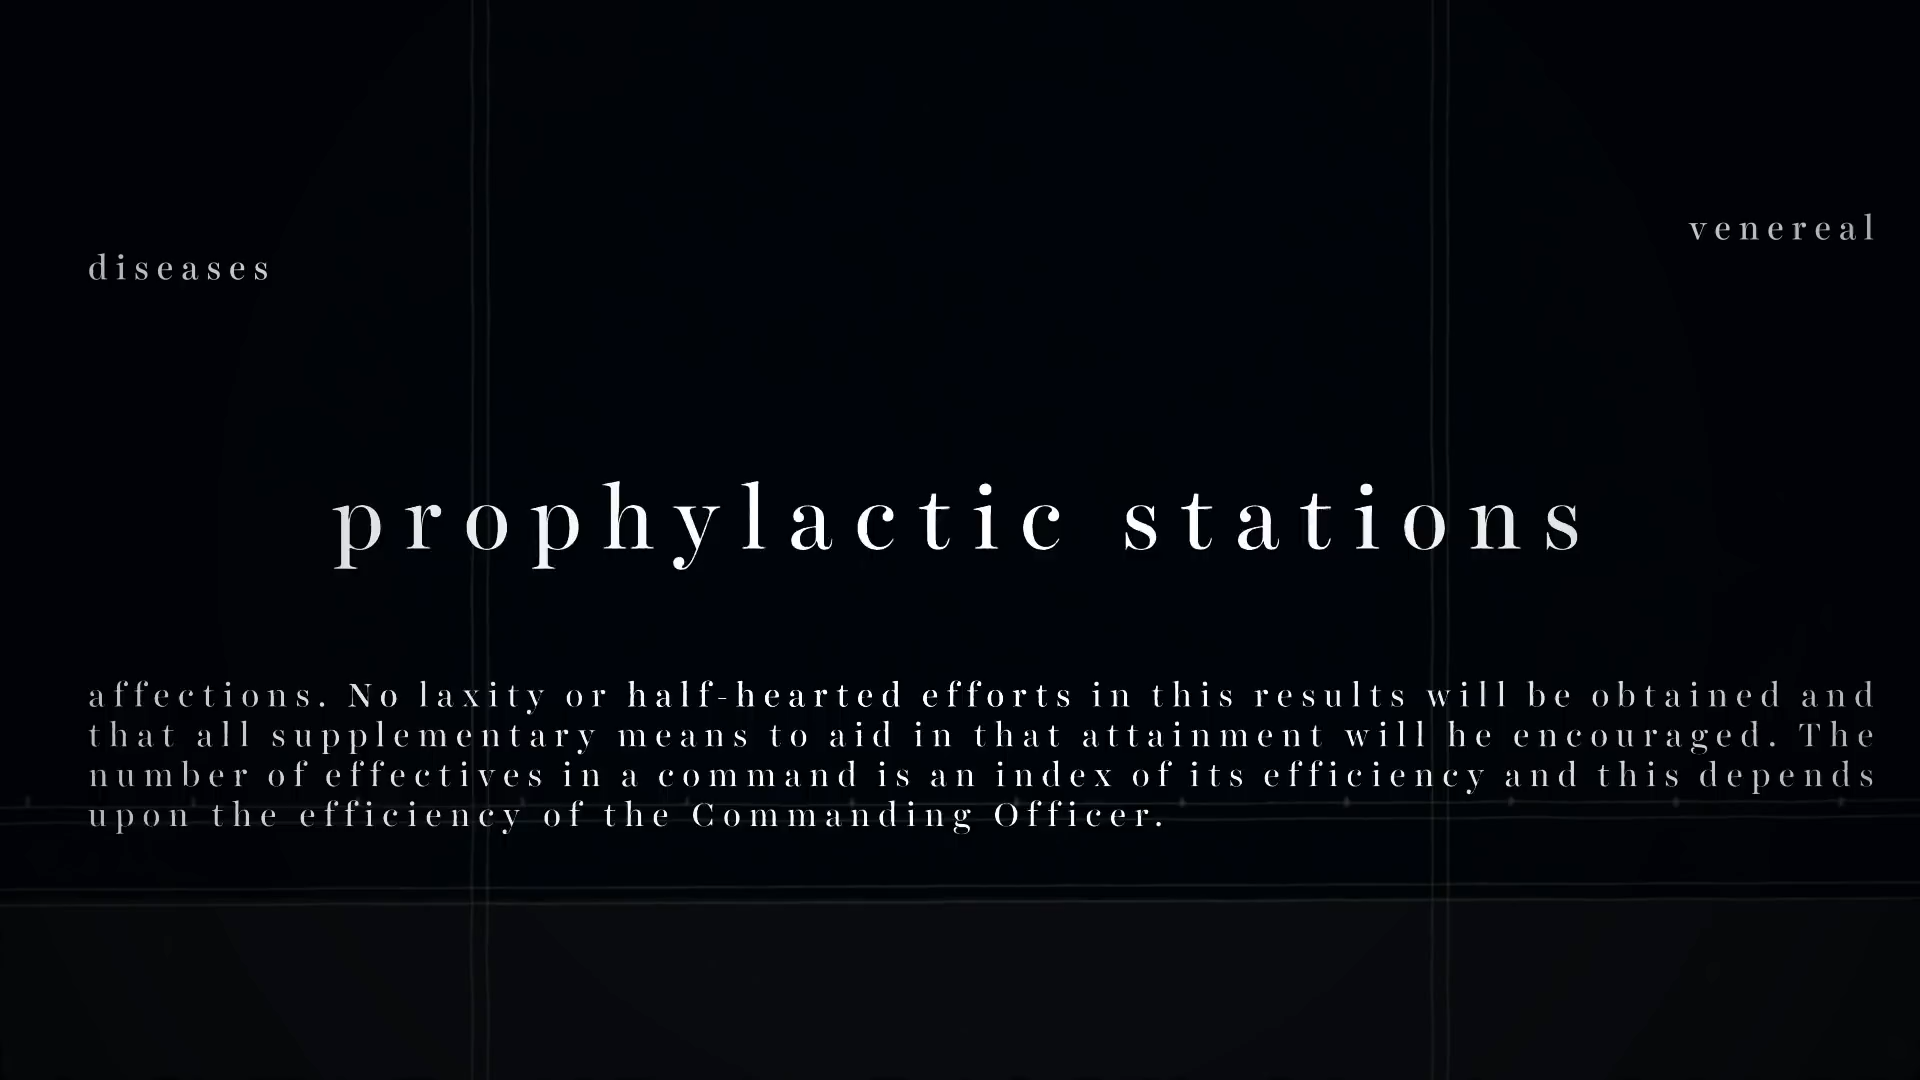 venereal
diseases
prophylactic stations
affections. No laxity or half-hearted efforts in this results will be obtained and
that all supplementary means to aid in that attainment will he encouraged. The
number of effectives in a command is an index of its efficiency and this depends
upon the efficiency of the Commanding Officer.